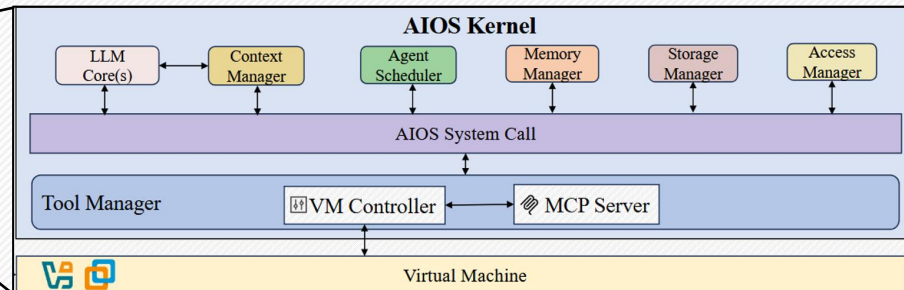 AIOS Kernel
LLM
Core(s)
Context
Manager
Agent
Scheduler
Memory
Manager
Storage
Manager
Access
Manager
AIOS System Call
Tool Manager
VM Controller
MCP Server
Virtual Machine